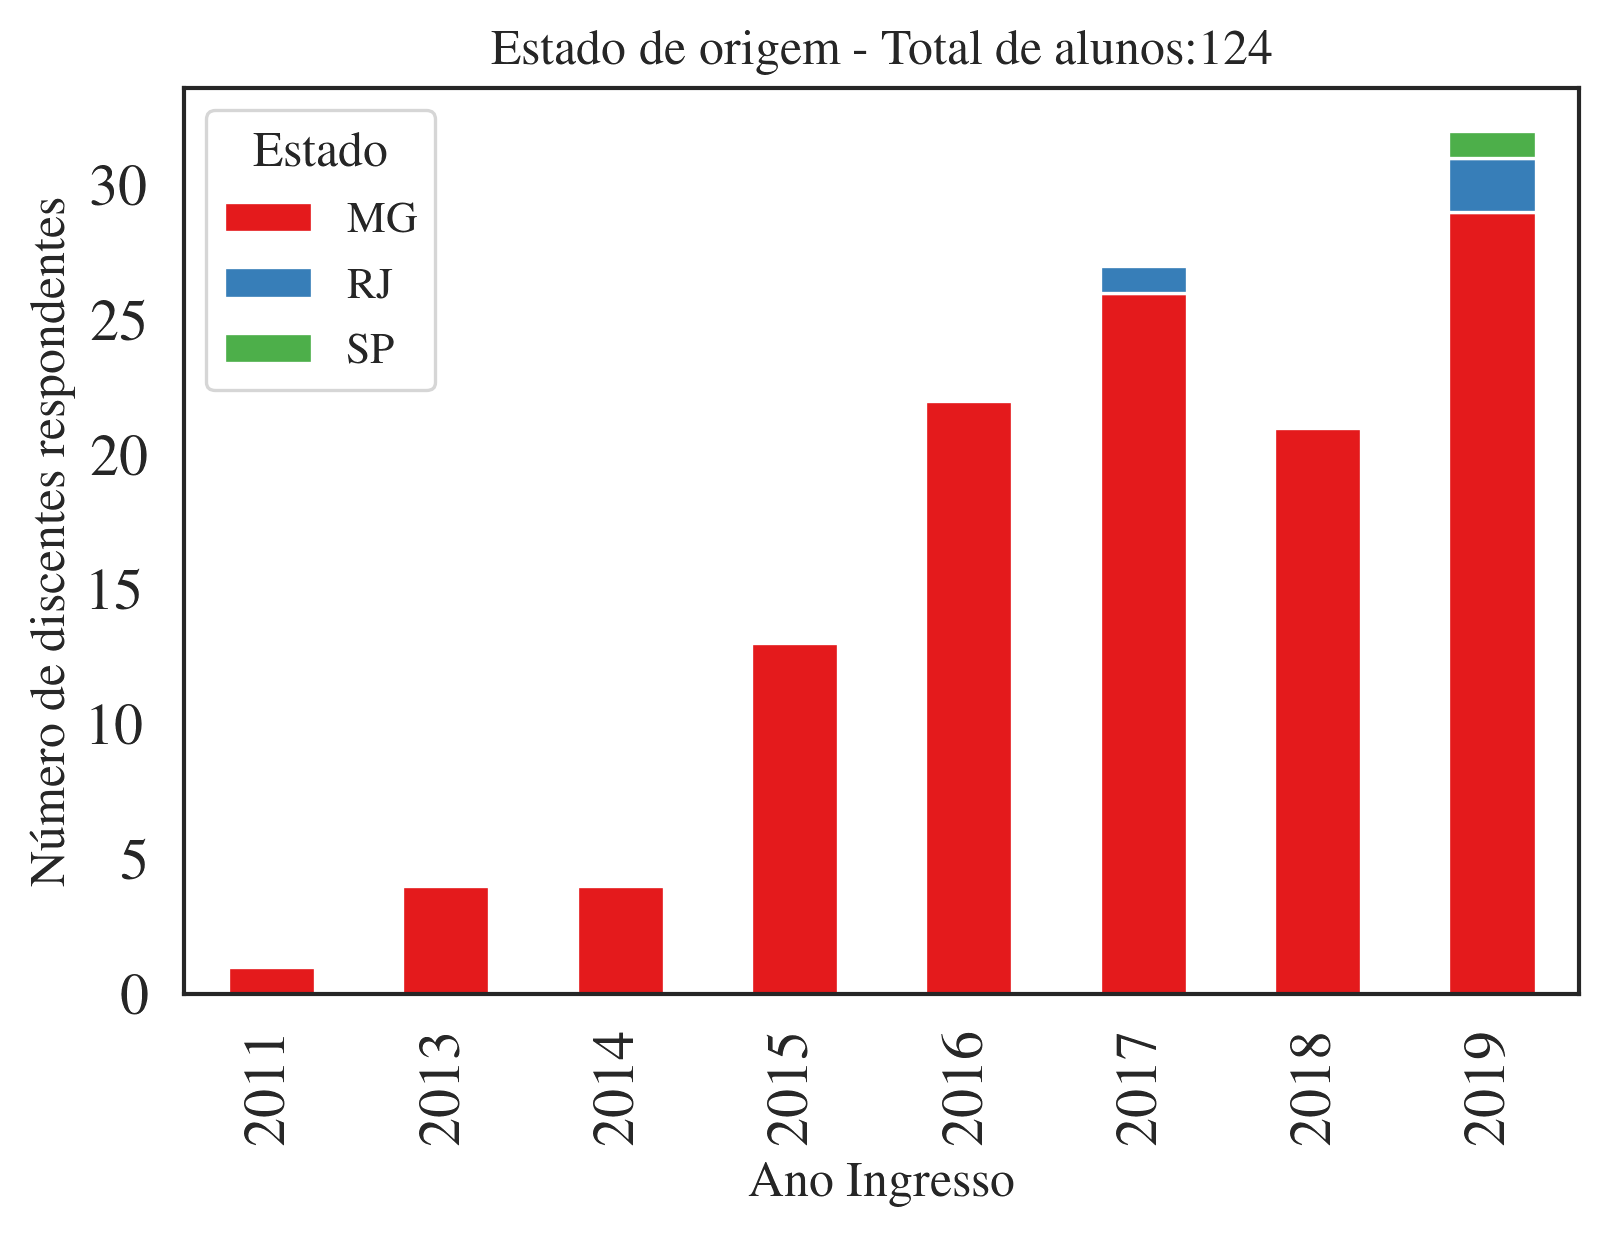 Estado de origem - Total de alunos:124
Estado
MG
RJ
SP
Número de discentes respondentes
30
25
20
15
10
5
0
2011
2013
2014
2015
2016
2017
2018
2019
Ano Ingresso